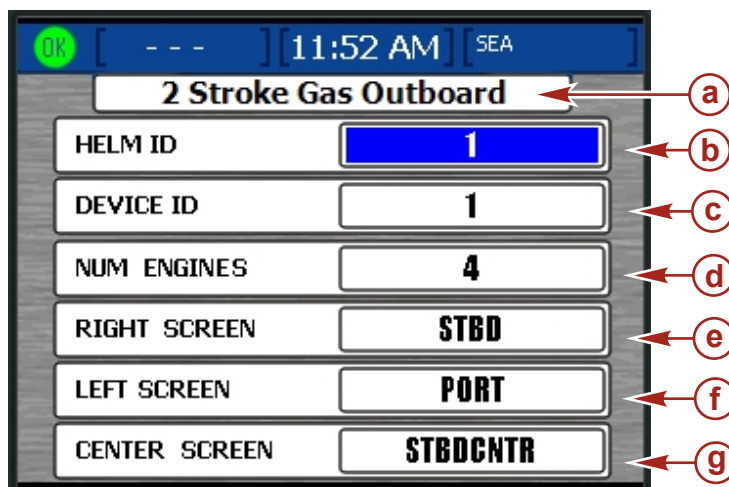 OK [ - - - ] [11:52 AM] [SEA ]
2 Stroke Gas Outboard a
HELM ID 1 b
DEVICE ID 1 c
NUM ENGINES 4 d
RIGHT SCREEN STBD e
LEFT SCREEN PORT f
CENTER SCREEN STBDCNTR g